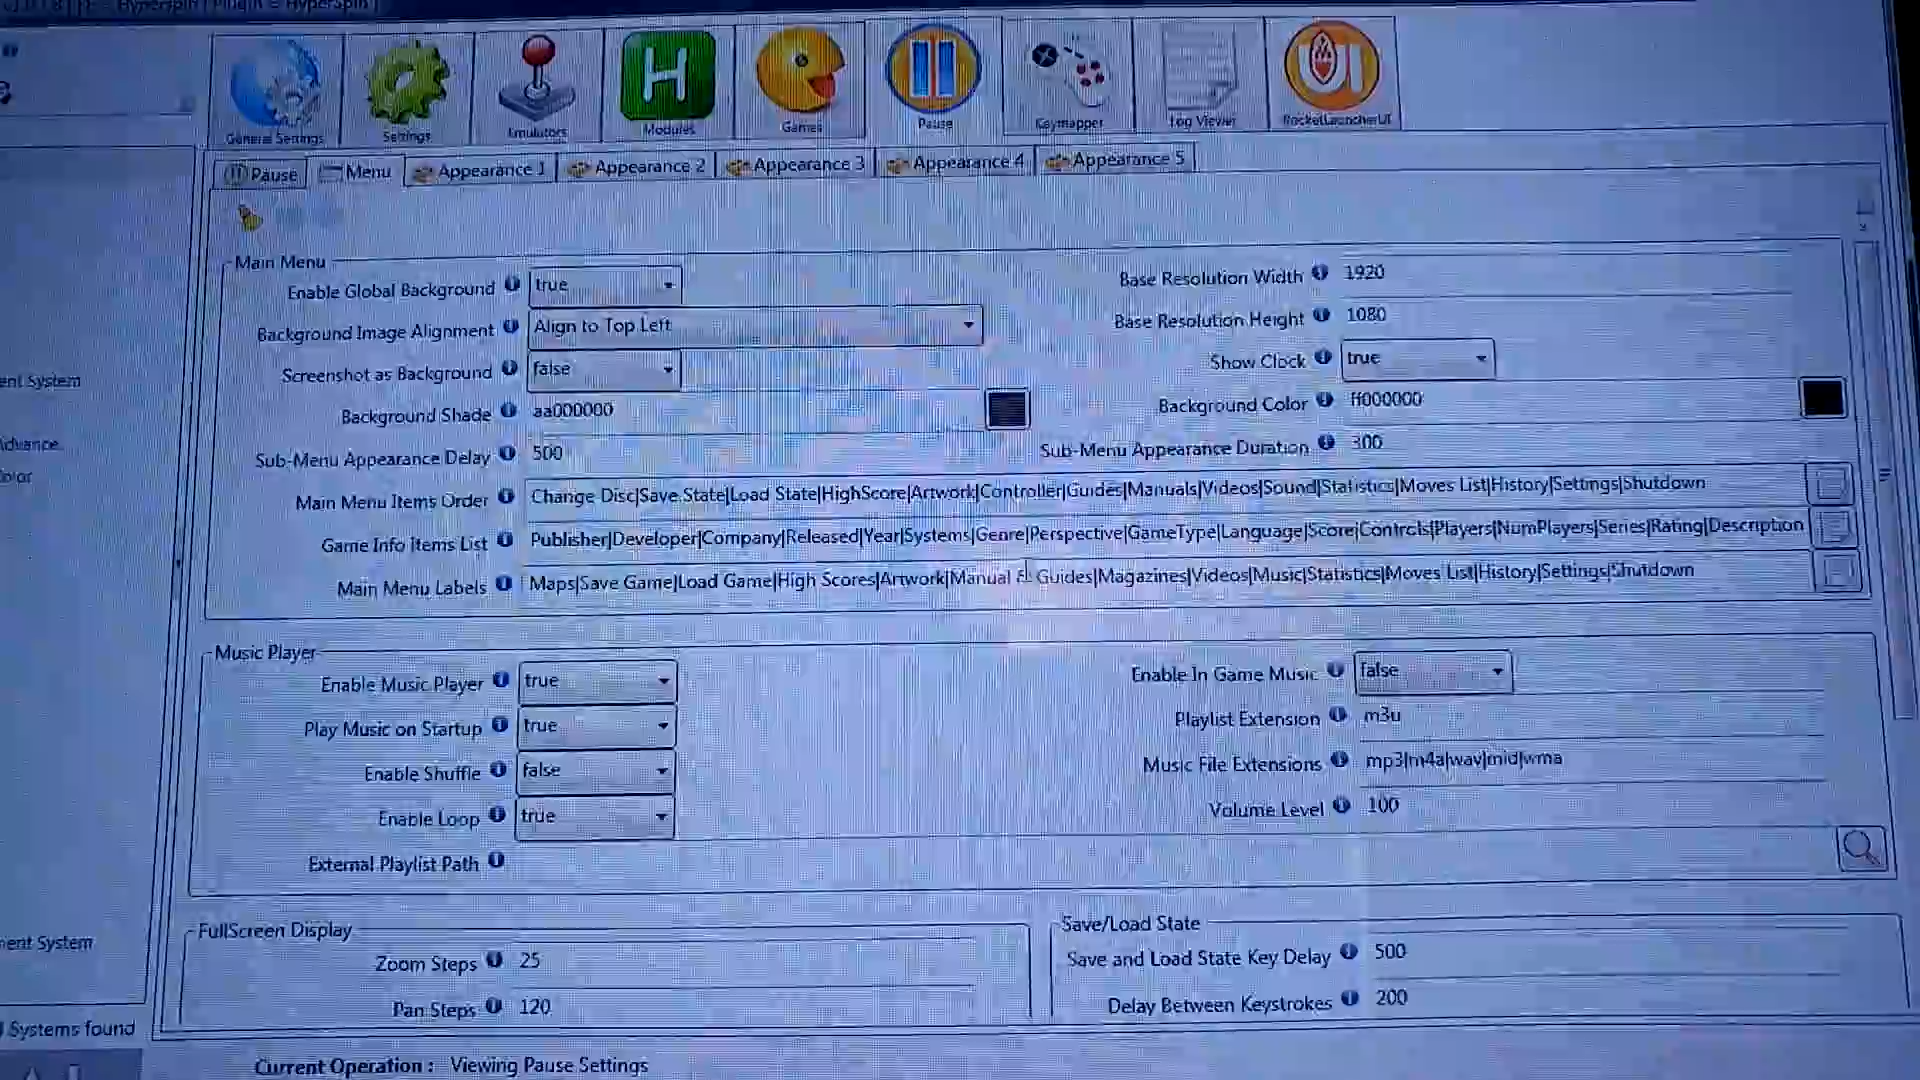 HyperSpin | Plugin = HyperSpin |
General Settings Settings Emulators Modules Games Pause Keymapper Log Viewer RocketLauncherUI
Pause Menu Appearance 1 Appearance 2 Appearance 3 Appearance 4 Appearance 5
Main Menu
Enable Global Background true Base Resolution Width 1920
Background Image Alignment Align to Top Left Base Resolution Height 1080
Screenshot as Background false Show Clock true
Background Shade aa000000 Background Color ff000000
Sub-Menu Appearance Delay 500 Sub-Menu Appearance Duration 300
Main Menu Items Order Change Disc|Save State|Load State|HighScore|Artwork|Controller|Guides|Manuals|Videos|Sound|Statistics|Moves List|History|Settings|Shutdown
Game Info Items List Publisher|Developer|Company|Released|Year|Systems|Genre|Perspective|GameType|Language|Score|Controls|Players|NumPlayers|Series|Rating|Description
Main Menu Labels Maps|Save Game|Load Game|High Scores|Artwork|Manual & Guides|Magazines|Videos|Music|Statistics|Moves List|History|Settings|Shutdown
Music Player
Enable Music Player true Enable In Game Music false
Play Music on Startup true Playlist Extension m3u
Enable Shuffle false Music File Extensions mp3|m4a|wav|mid|wma
Enable Loop true Volume Level 100
External Playlist Path
FullScreen Display Save/Load State
Zoom Steps 25 Save and Load State Key Delay 500
Pan Steps 120 Delay Between Keystrokes 200
ent System
Advance
olor
ent System
Systems found
Current Operation : Viewing Pause Settings